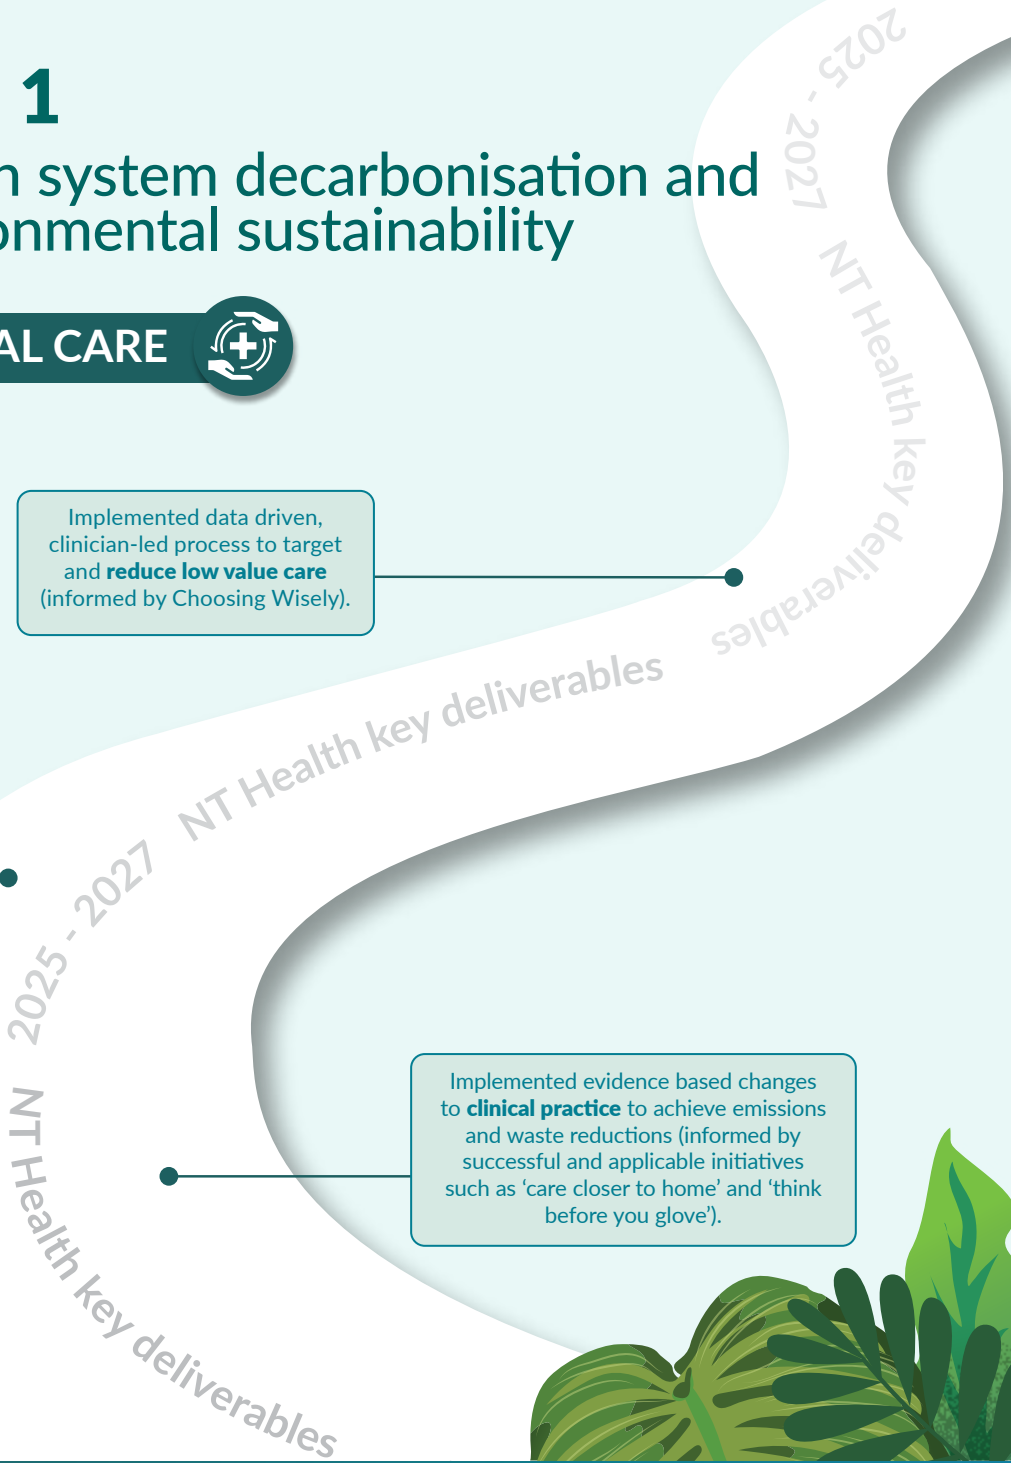 1
n system decarbonisation and
onmental sustainability
AL CARE
Implemented data driven,
clinician-led process to target
and reduce low value care
(informed by Choosing Wisely).
2025 - 2027 NT Health key deliverables
2025 - 2027 NT Health key deliverables
NT Health key deliverables
Implemented evidence based changes
to clinical practice to achieve emissions
and waste reductions (informed by
successful and applicable initiatives
such as ‘care closer to home’ and ‘think
before you glove’).